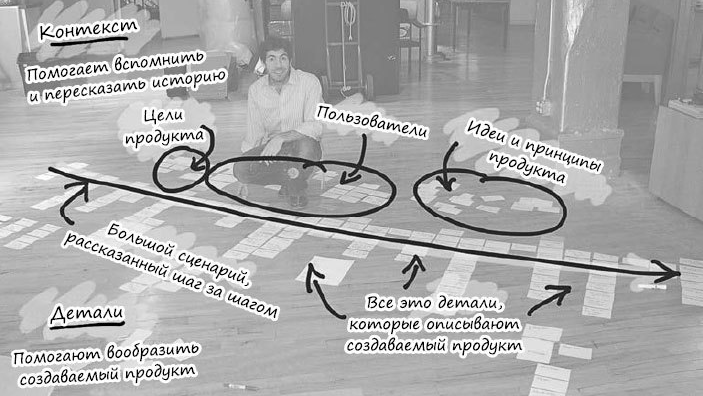 Контекст
Помогает вспомнить
и пересказать историю
Цели
продукта
Пользователи
Идеи и принципы
продукта
Большой сценарий,
рассказанный шаг за шагом
Все это детали,
которые описывают
создаваемый продукт
Детали
Помогают вообразить
создаваемый продукт